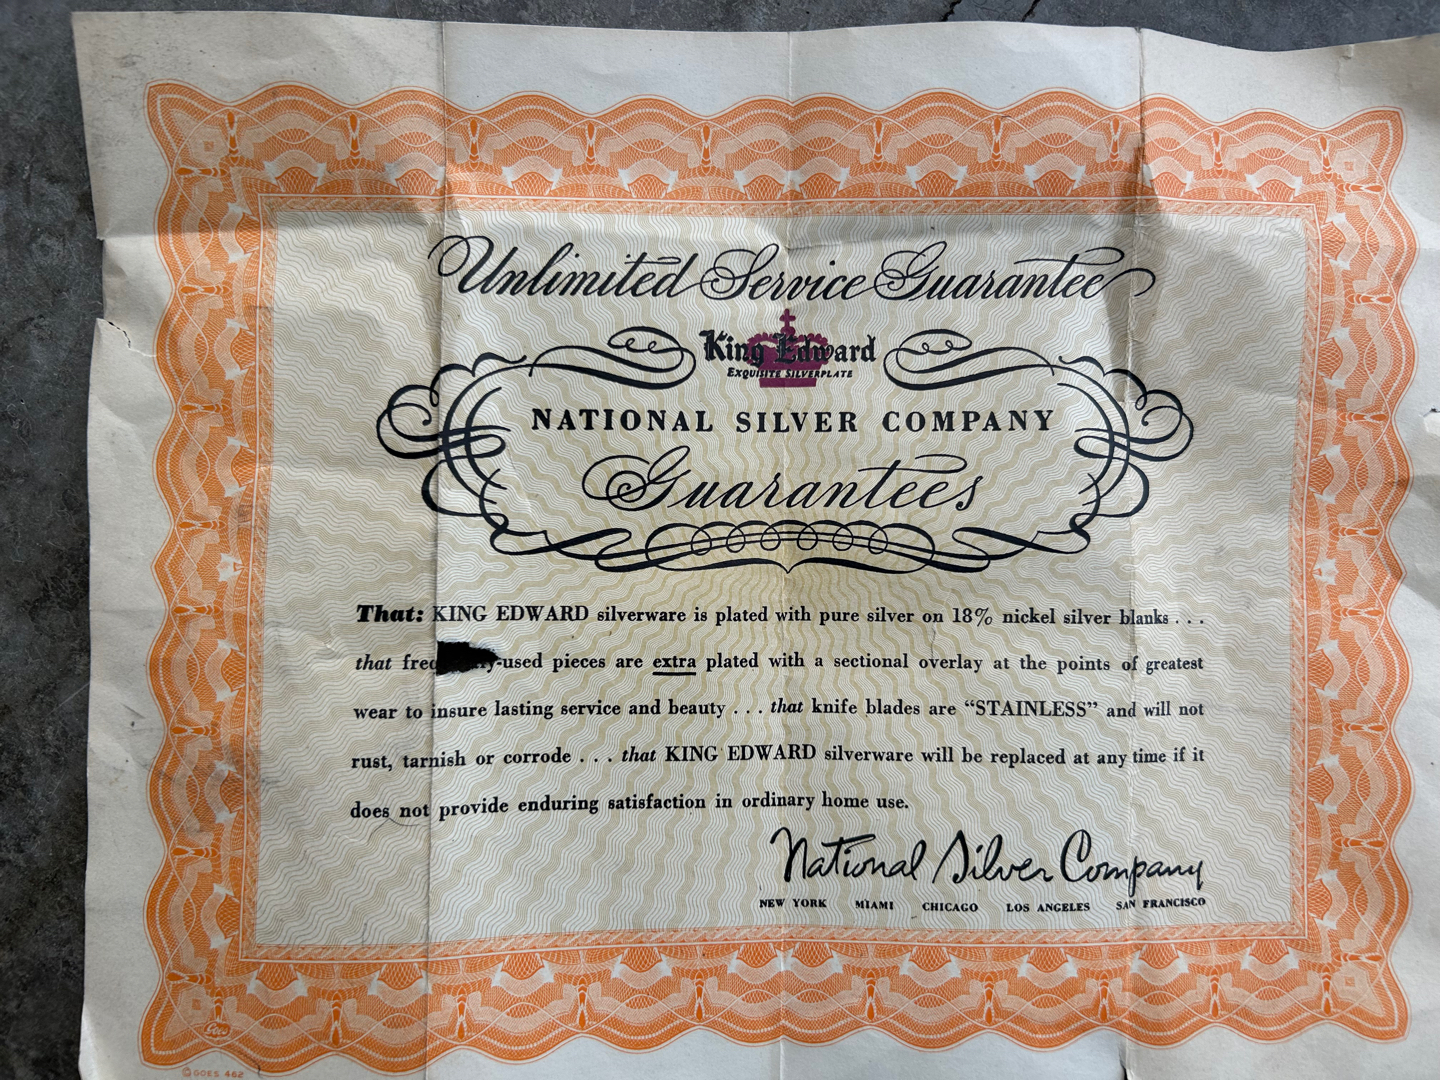 Unlimited Service Guarantee
King Edward
EXQUISITE SILVERPLATE
NATIONAL SILVER COMPANY
Guarantees
That: KING EDWARD silverware is plated with pure silver on 18% nickel silver blanks . . .
that -used pieces are extra plated with a sectional overlay at the points of greatest
wear to insure lasting service and beauty . . . that knife blades are “STAINLESS” and will not
rust, tarnish or corrode . . . that KING EDWARD silverware will be replaced at any time if it
does not provide enduring satisfaction in ordinary home use.
National Silver Company
NEW YORK MIAMI CHICAGO LOS ANGELES SAN FRANCISCO
Goes
© GOES 462